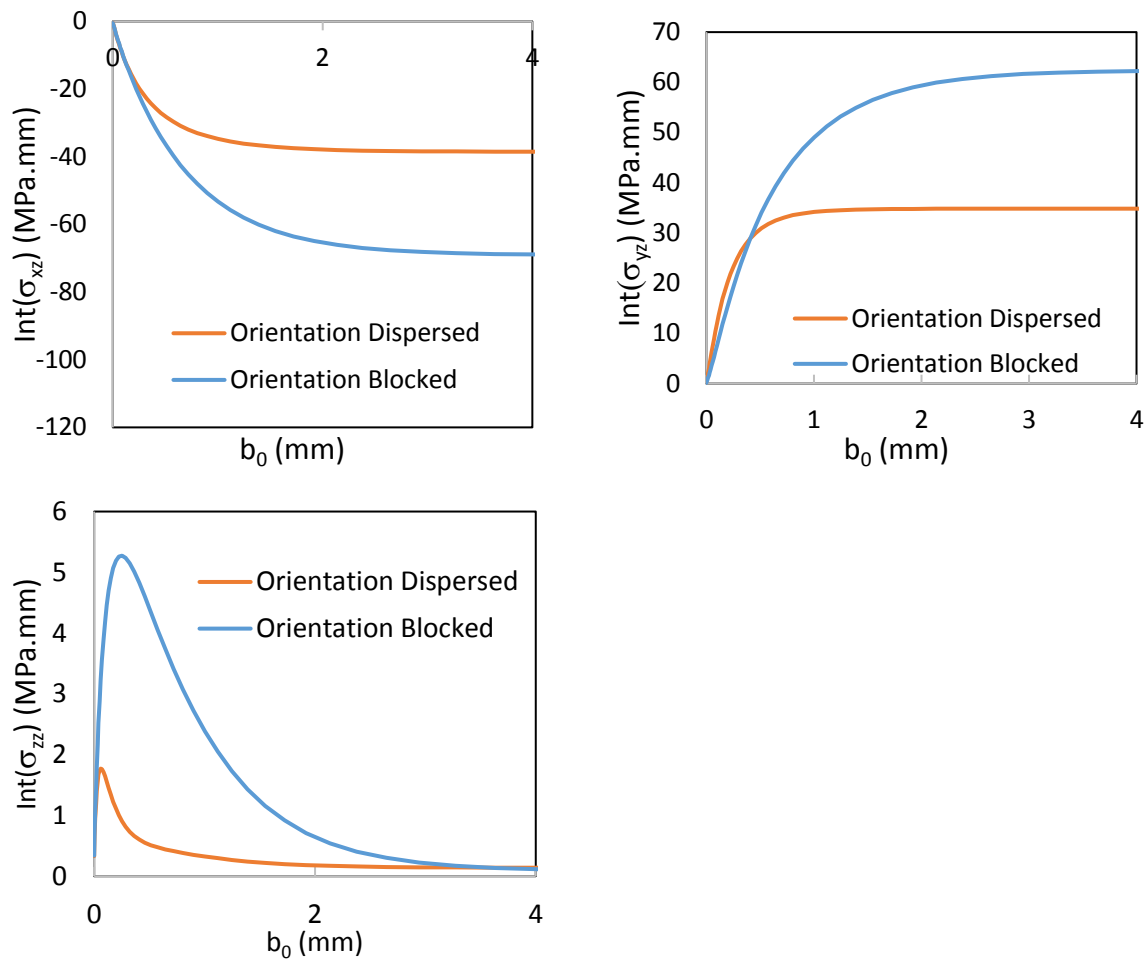 Int(σxz) (MPa.mm)
0
-20
-40
-60
-80
-100
-120
0
2
4
Orientation Dispersed
Orientation Blocked
b0 (mm)
Int(σyz) (MPa.mm)
70
60
50
40
30
20
10
0
Orientation Dispersed
Orientation Blocked
0
1
2
3
4
b0 (mm)
Int(σzz) (MPa.mm)
6
5
4
3
2
1
0
Orientation Dispersed
Orientation Blocked
0
2
4
b0 (mm)